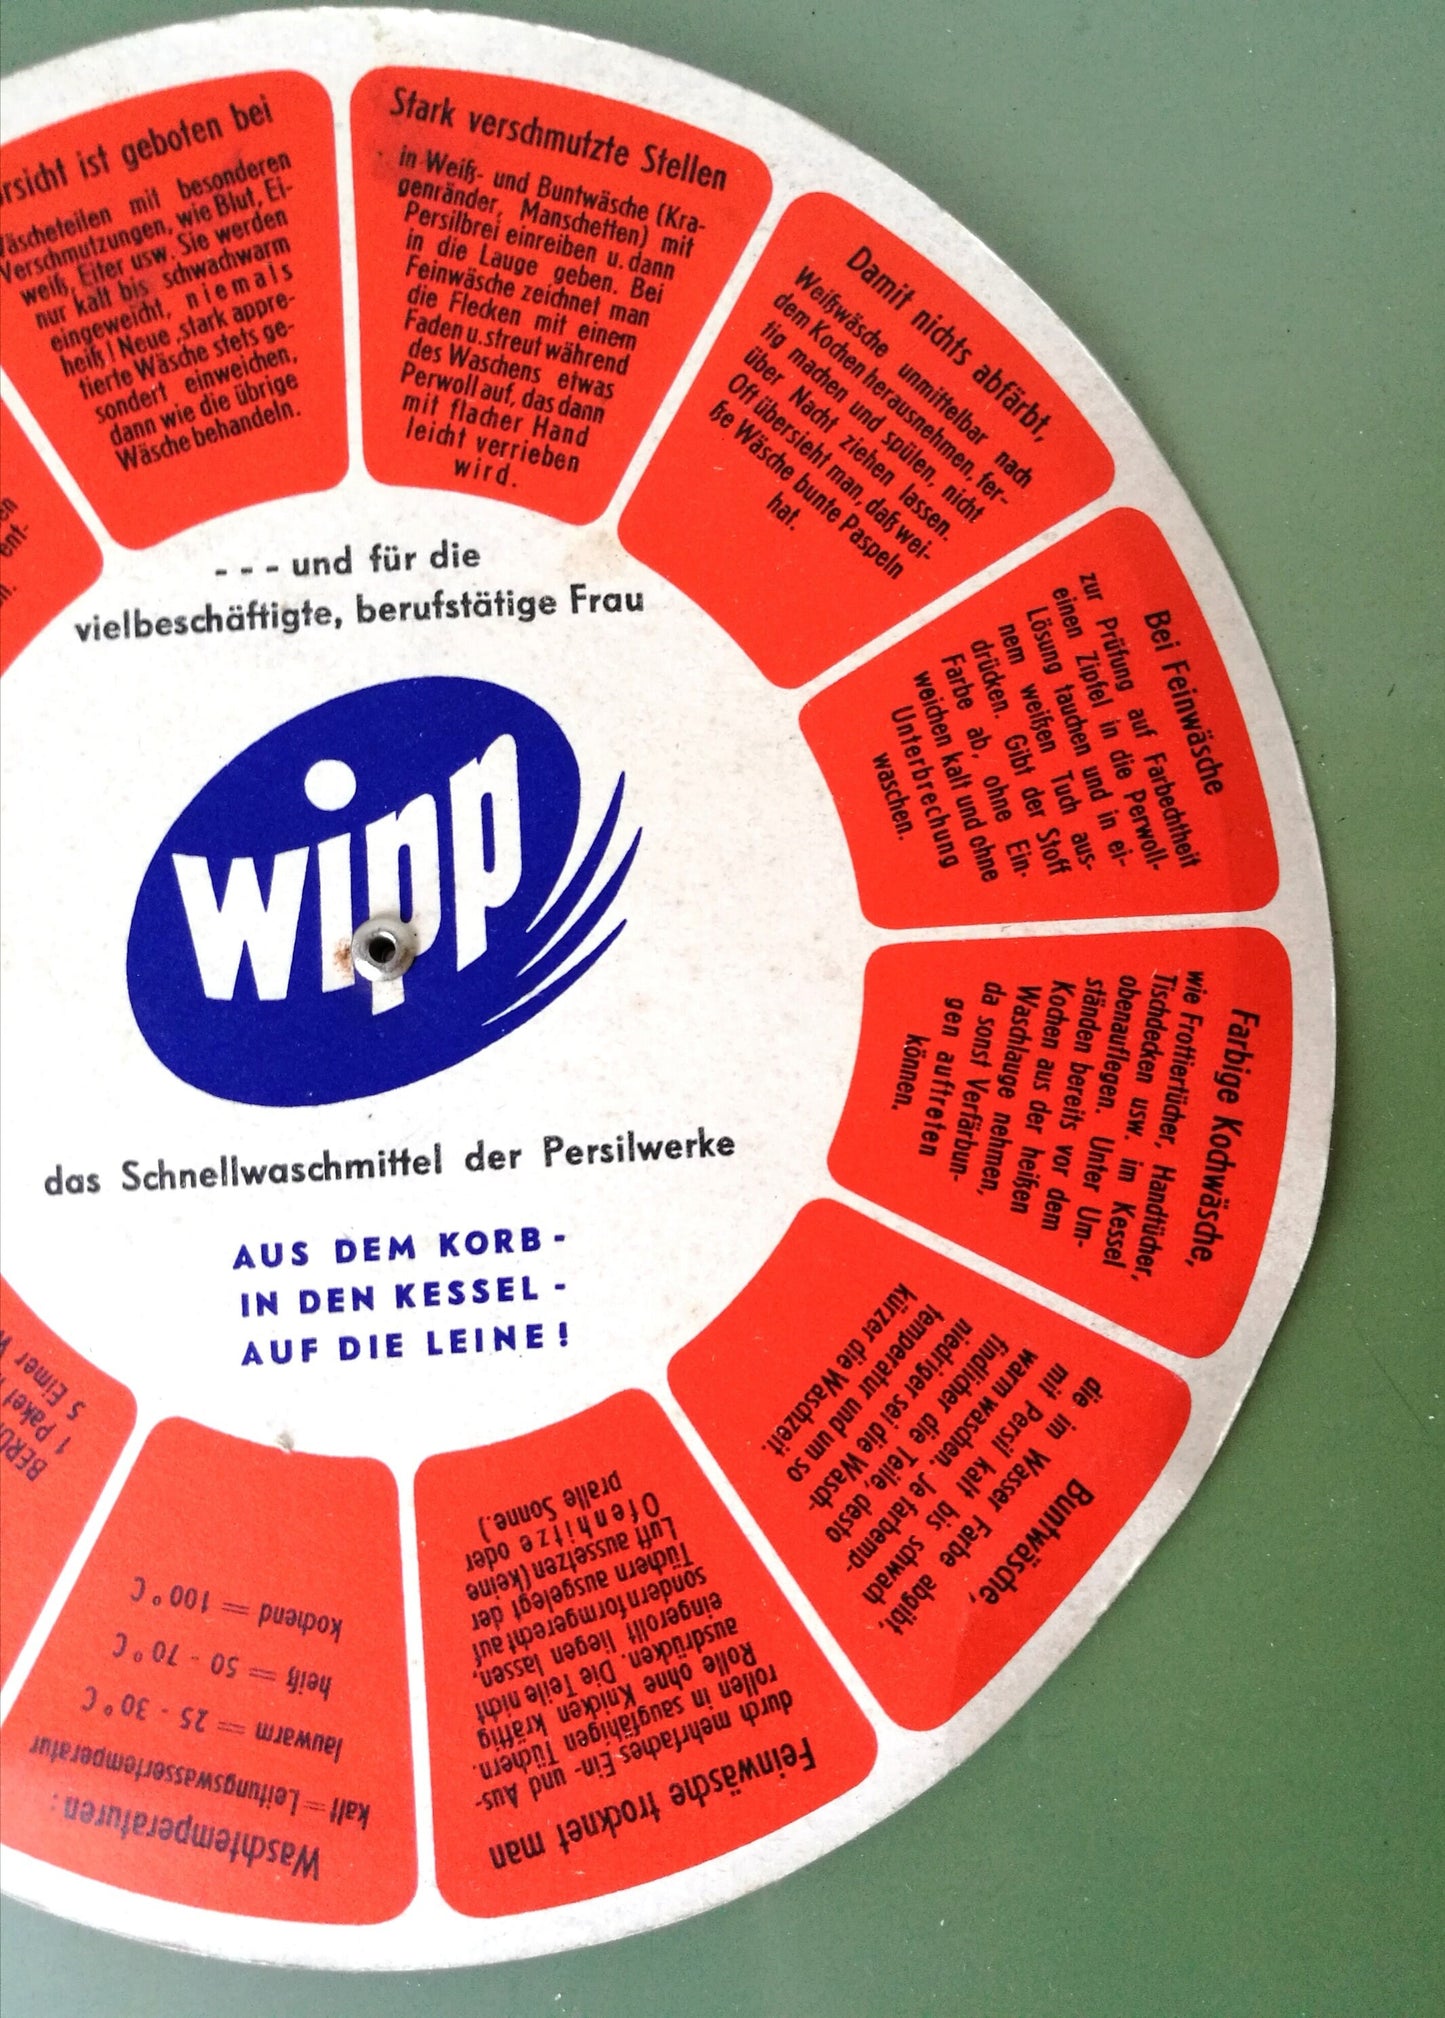 - - - und für die
vielbeschäftigte, berufstätige Frau
wipp
das Schnellwaschmittel der Persilwerke
AUS DEM KORB -
IN DEN KESSEL -
AUF DIE LEINE!
rsicht ist geboten bei
äscheteilen mit besonderen
Verschmutzungen, wie Blut, Ei-
weiß, Eiter usw. Sie werden
nur kalt bis schwachwarm
eingeweicht, niemals
heiß! Neue stark appre-
tierte Wäsche stets ge-
sondert einweichen,
dann wie die übrige
Wäsche behandeln.
Stark verschmutzte Stellen
in Weiß- und Buntwäsche (Kra-
genränder, Manschetten) mit
Persilbrei einreiben u. dann
in die Lauge geben. Bei
Feinwäsche zeichnet man
die Flecken mit einem
Faden u. streut während
des Waschens etwas
Perwoll auf, das dann
mit flacher Hand
leicht verrieben
wird.
Damit nichts abfärbt,
Weißwäsche unmittelbar nach
dem Kochen herausnehmen, fer-
tig machen und spülen, nicht
über Nacht ziehen lassen.
Oft übersieht man, daß wei-
ße Wäsche bunte Paspeln
hat.
Bei Feinwäsche
zur Prüfung auf Farbechtheit
einen Zipfel in die Perwoll-
Lösung tauchen und in ei-
nem weißen Tuch aus-
drücken. Gibt der Stoff
Farbe ab, ohne Ein-
weichen kalt und ohne
Unterbrechung
waschen.
Farbige Kochwäsche,
wie Frottiertücher, Handtücher,
Tischdecken usw. im Kessel
obenauflegen. Unter Um-
ständen bereits vor dem
Kochen aus der heißen
Waschlauge nehmen,
da sonst Verfärbun-
gen auftreten
können.
Buntwäsche,
die im Wasser Farbe abgibt,
mit Persil kalt bis schwach
warm waschen. Je farbemp-
findlicher die Teile, desto
niedriger sei die Wasch-
temperatur und um so
kürzer die Waschzeit.
Feinwäsche trocknet man
durch mehrfaches Ein- und Aus-
rollen in saugfähigen Tüchern.
Rolle ohne Knicken kräftig
ausdrücken. Die Teile nicht
eingerollt liegen lassen,
sondern formgerecht auf
Tüchern ausgelegt der
Luft aussetzen (keine
Ofenhitze oder
pralle Sonne.)
Waschtemperaturen:
kalt = Leitungswassertemperatur
lauwarm = 25 - 30° C
heiß = 50 - 70° C
kochend = 100° C
1 Paket
5 Eimer
en
ent-